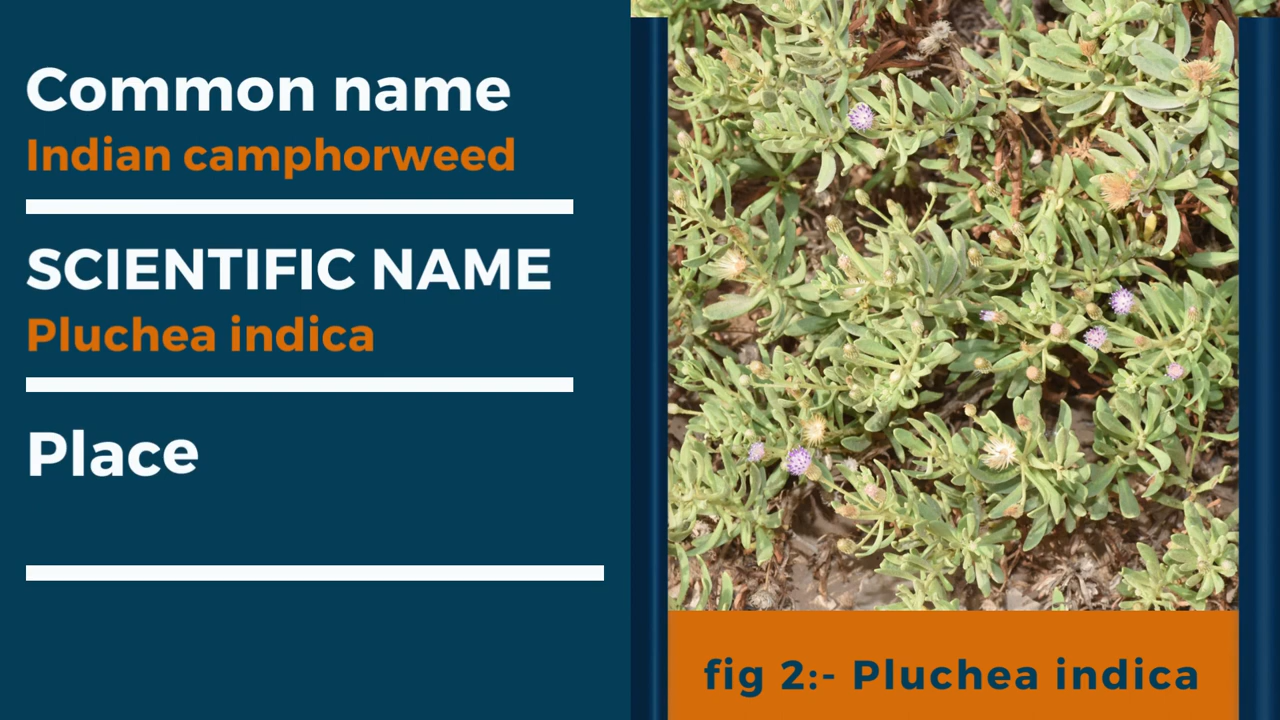 Common name
Indian camphorweed
SCIENTIFIC NAME
Pluchea indica
Place
fig 2:- Pluchea indica